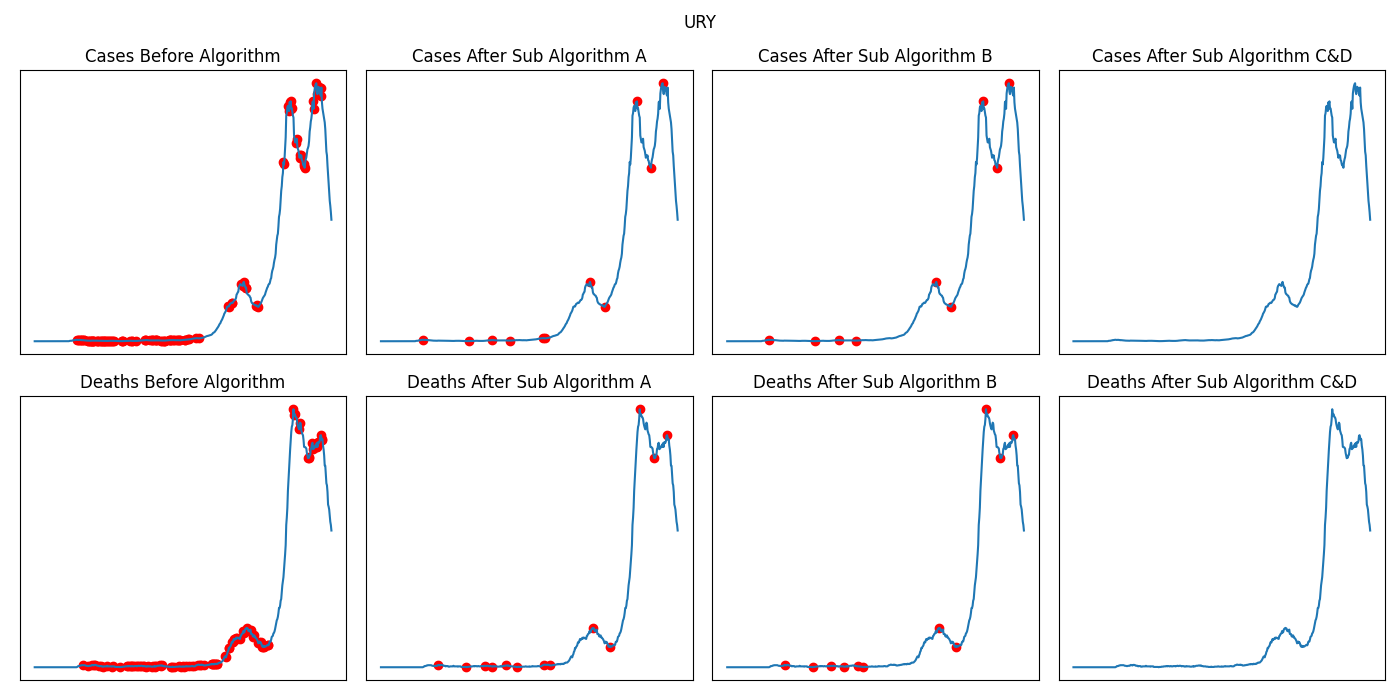 URY
Cases Before Algorithm
Cases After Sub Algorithm A
Cases After Sub Algorithm B
Cases After Sub Algorithm C&D
Deaths Before Algorithm
Deaths After Sub Algorithm A
Deaths After Sub Algorithm B
Deaths After Sub Algorithm C&D